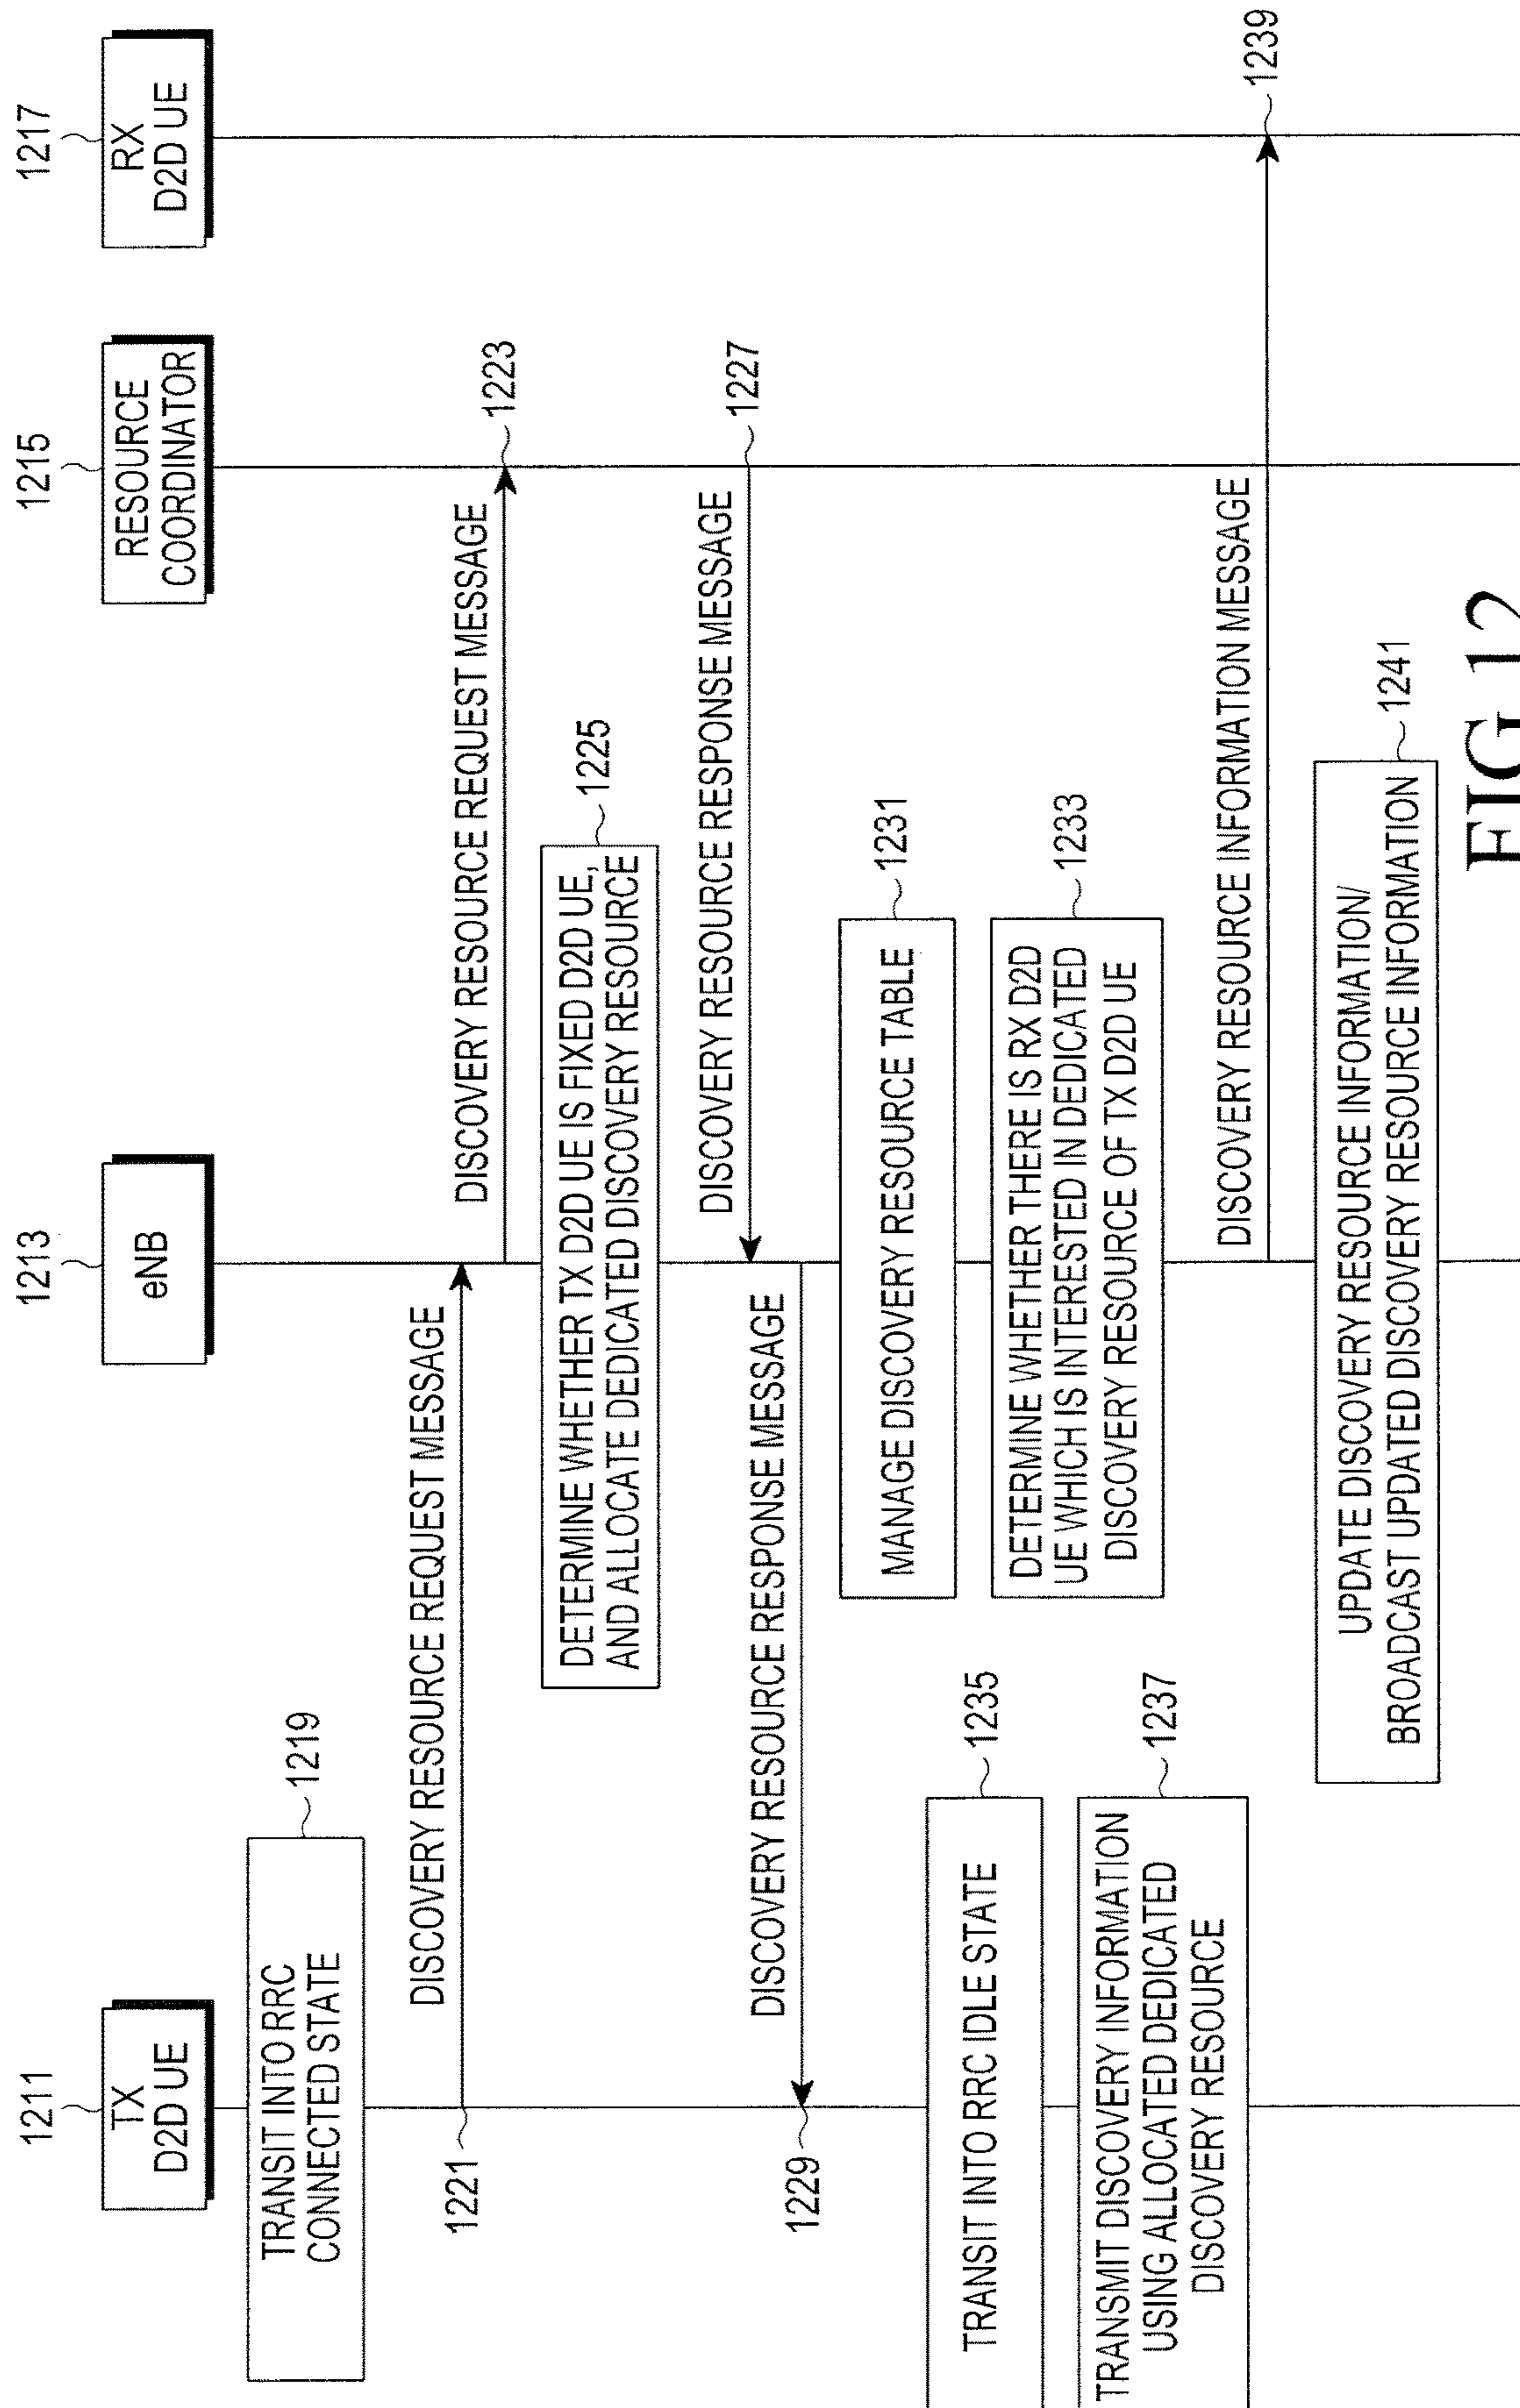 1211
TX
D2D UE
1213
eNB
1215
RESOURCE
COORDINATOR
1217
RX
D2D UE
TRANSIT INTO RRC
CONNECTED STATE
1219
DISCOVERY RESOURCE REQUEST MESSAGE
1221
DISCOVERY RESOURCE REQUEST MESSAGE
1223
DETERMINE WHETHER TX D2D UE IS FIXED D2D UE,
AND ALLOCATE DEDICATED DISCOVERY RESOURCE
1225
DISCOVERY RESOURCE RESPONSE MESSAGE
1227
DISCOVERY RESOURCE RESPONSE MESSAGE
1229
MANAGE DISCOVERY RESOURCE TABLE
1231
DETERMINE WHETHER THERE IS RX D2D
UE WHICH IS INTERESTED IN DEDICATED
DISCOVERY RESOURCE OF TX D2D UE
1233
TRANSIT INTO RRC IDLE STATE
1235
TRANSMIT DISCOVERY INFORMATION
USING ALLOCATED DEDICATED
DISCOVERY RESOURCE
1237
DISCOVERY RESOURCE INFORMATION MESSAGE
1239
UPDATE DISCOVERY RESOURCE INFORMATION/
BROADCAST UPDATED DISCOVERY RESOURCE INFORMATION
1241
FIG.12